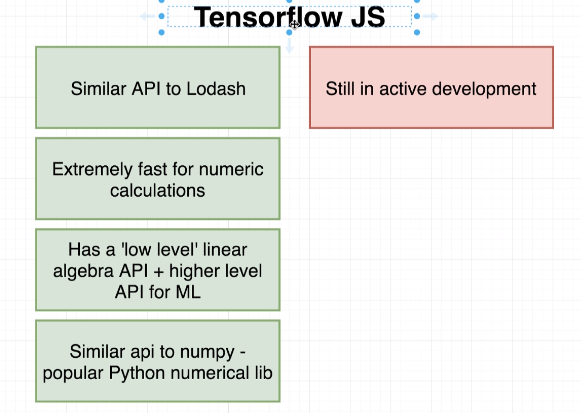 Tensorflow JS
Similar API to Lodash
Still in active development
Extremely fast for numeric
calculations
Has a 'low level' linear
algebra API + higher level
API for ML
Similar api to numpy -
popular Python numerical lib